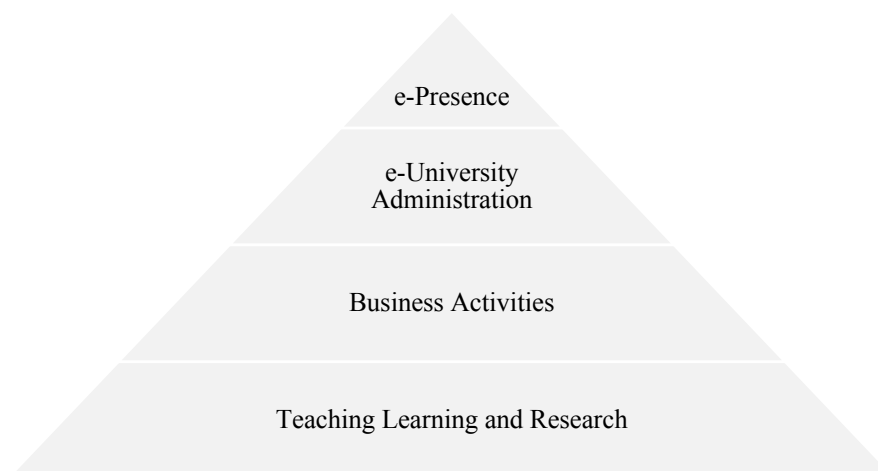 e-Presence
e-University
Administration
Business Activities
Teaching Learning and Research